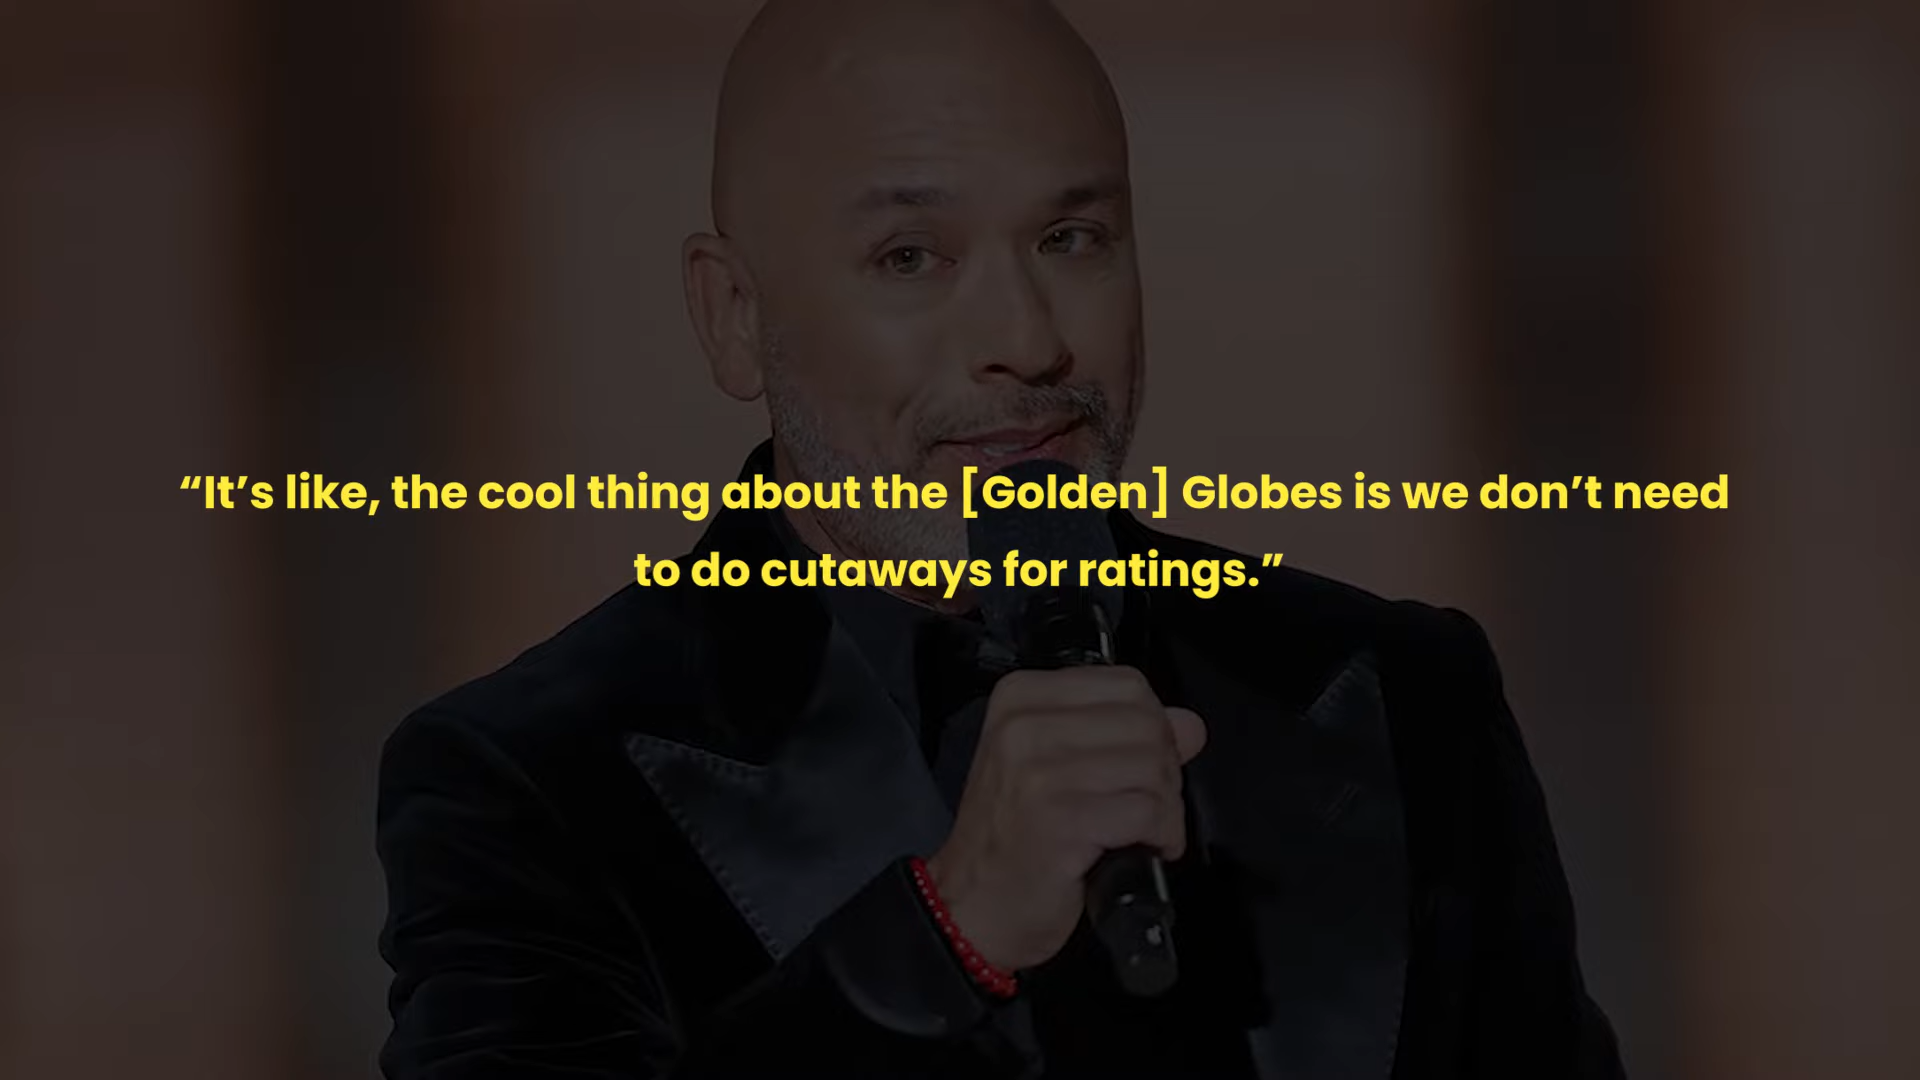 “It’s like, the cool thing about the [Golden] Globes is we don’t need
to do cutaways for ratings.”